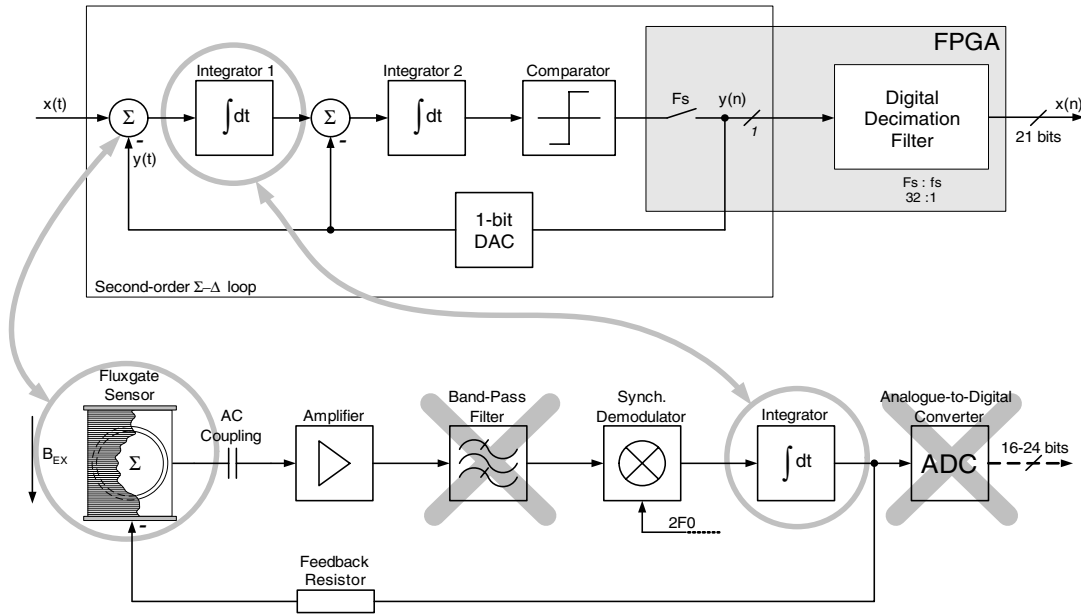 FPGA
Integrator 1
Integrator 2
Comparator
x(t)
Σ
∫dt
Σ
∫dt
Fs
y(n)
1
Digital
Decimation
Filter
x(n)
21 bits
-
y(t)
-
Fs : fs
32 :1
1-bit
DAC
Second-order Σ–Δ loop
Fluxgate
Sensor
AC
Coupling
Amplifier
Band-Pass
Filter
Synch.
Demodulator
Integrator
Analogue-to-Digital
Converter
BEX
Σ
∫dt
ADC
16-24 bits
-
2F0
Feedback
Resistor